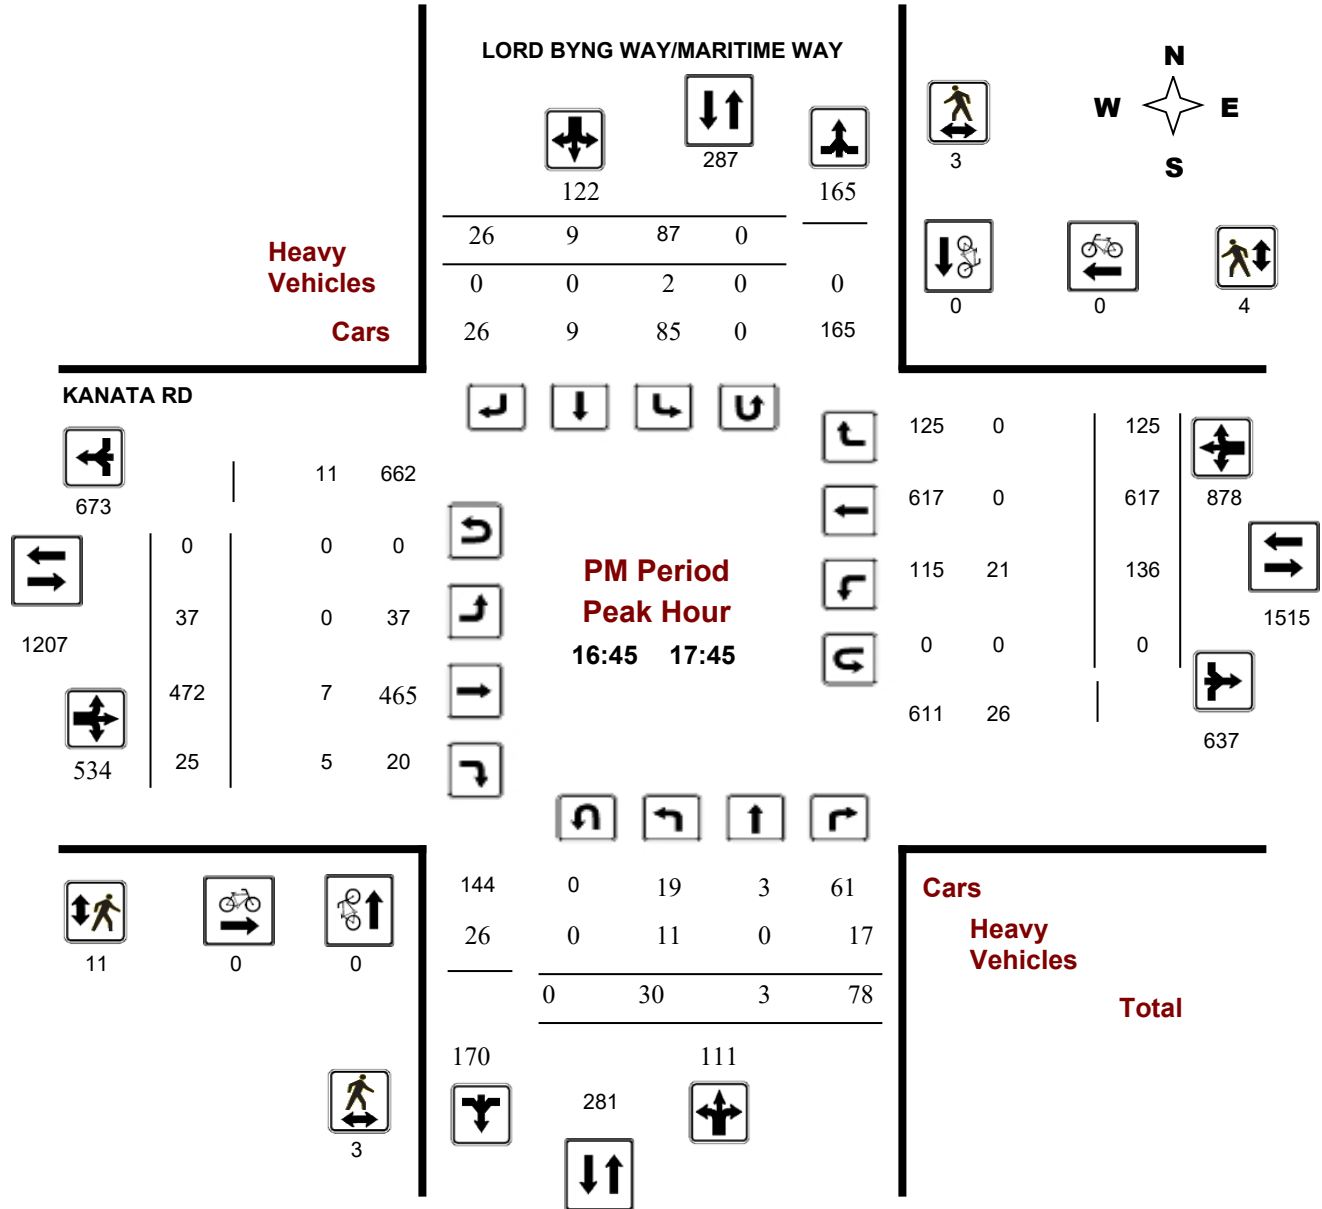 LORD BYNG WAY/MARITIME WAY
N
W E
S
287
3
122 165
26 9 87 0
Heavy
Vehicles
0 0 2 0 0
Cars
26 9 85 0 165
0 0 4
KANATA RD
125 0 125
11 662
673
617 0 617 878
0 0 0
PM Period
Peak Hour
16:45 17:45
115 21 136
37 0 37
1515
1207
0 0 0
472 7 465
611 26
637
534 25 5 20
144 0 19 3 61
Cars
26 0 11 0 17
Heavy
Vehicles
11 0 0
0 30 3 78
Total
170 111
281
3